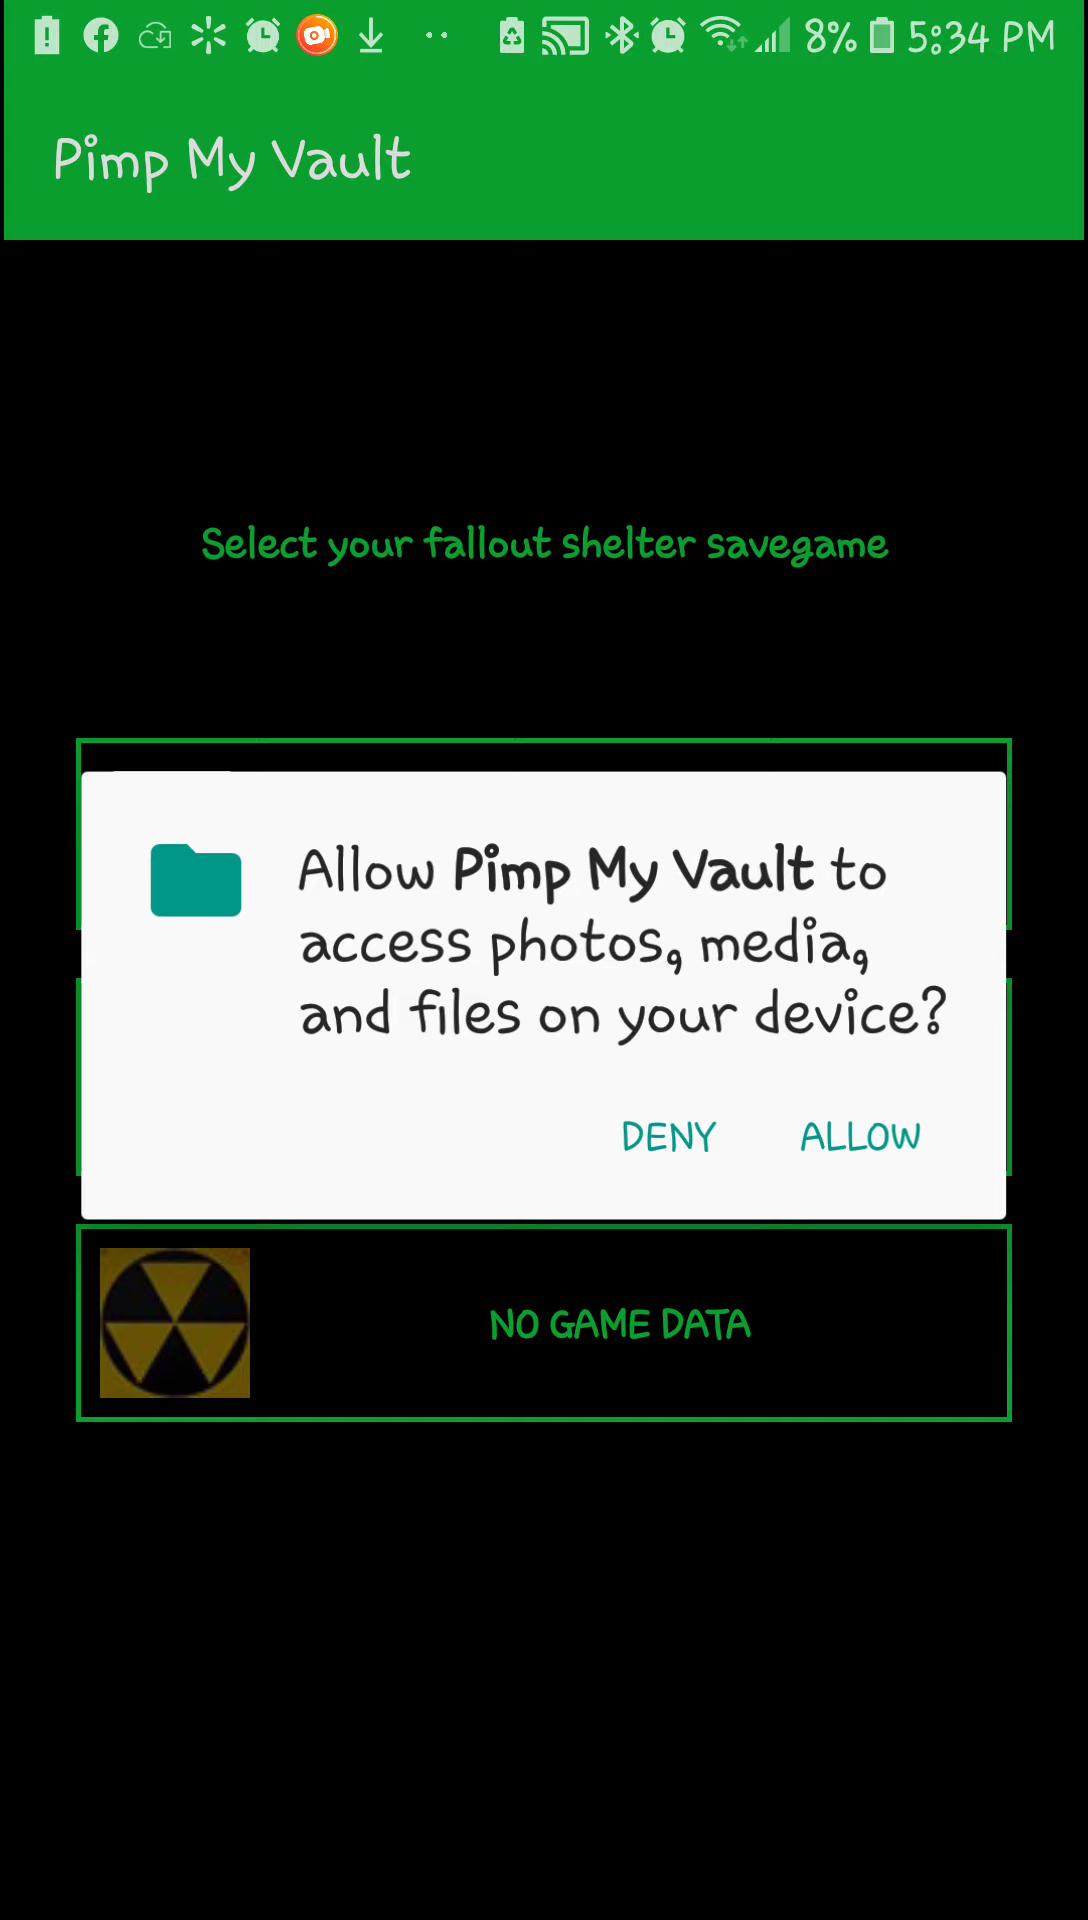 8% 5:34 PM
Pimp My Vault
Select your fallout shelter savegame
Allow Pimp My Vault to
access photos, media,
and files on your device?
DENY ALLOW
NO GAME DATA